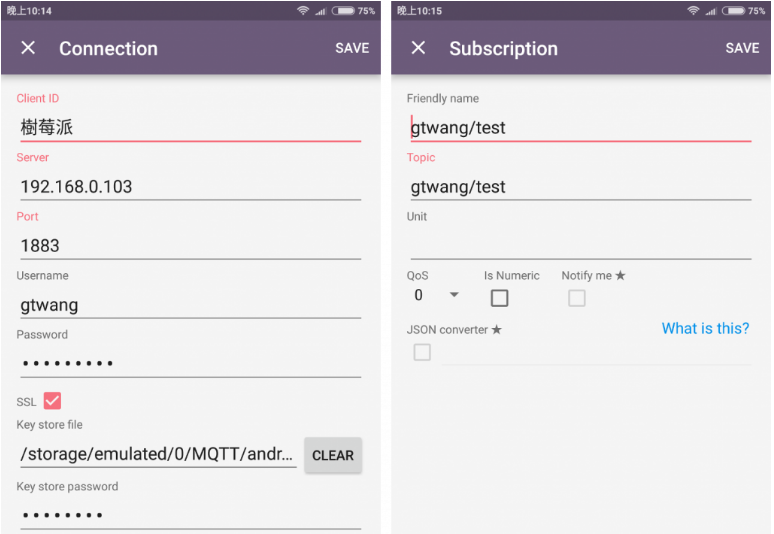 晚上10:14
75%
Connection
SAVE
Client ID
樹莓派
Server
192.168.0.103
Port
1883
Username
gtwang
Password
•••••••••
SSL
Key store file
/storage/emulated/0/MQTT/andr...
CLEAR
Key store password
••••••••
晚上10:15
75%
Subscription
SAVE
Friendly name
gtwang/test
Topic
gtwang/test
Unit
QoS
Is Numeric
Notify me ★
0
JSON converter ★
What is this?